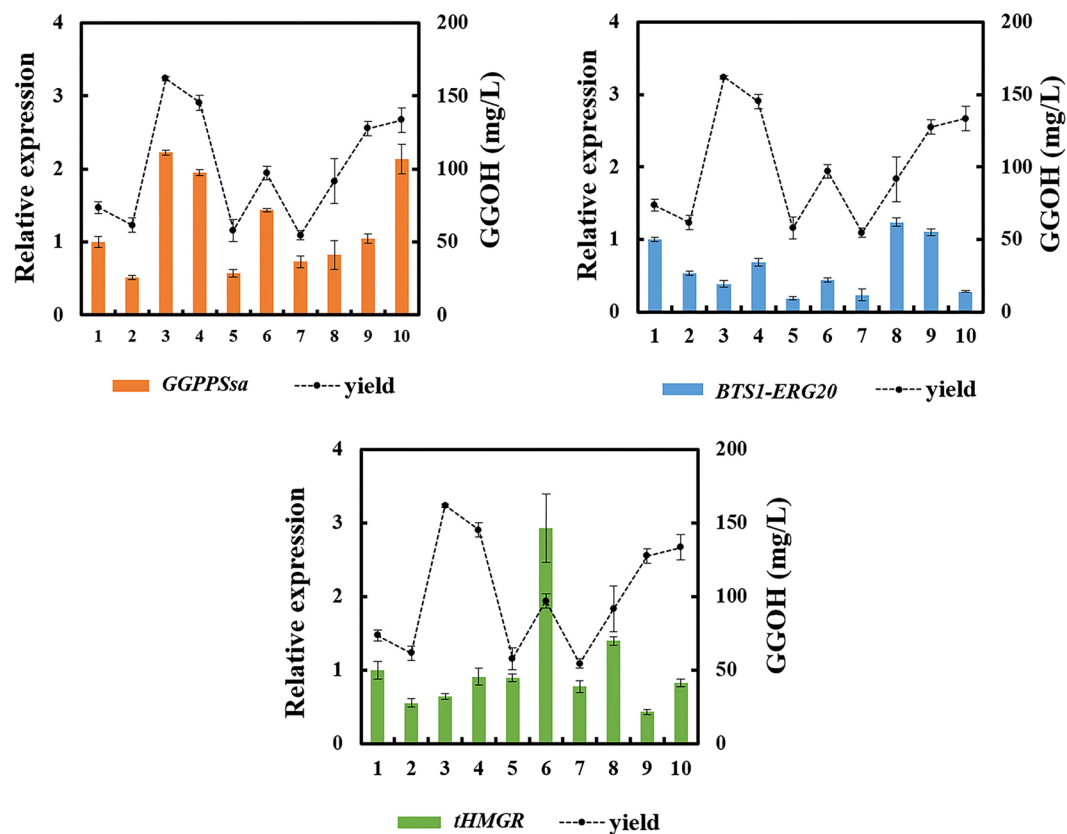 4
3
2
1
0
Relative expression
200
150
100
50
0
GGOH (mg/L)
1 2 3 4 5 6 7 8 9 10
GGPPSsa yield
4
3
2
1
0
Relative expression
200
150
100
50
0
GGOH (mg/L)
1 2 3 4 5 6 7 8 9 10
BTS1-ERG20 yield
4
3
2
1
0
Relative expression
200
150
100
50
0
GGOH (mg/L)
1 2 3 4 5 6 7 8 9 10
tHMGR yield